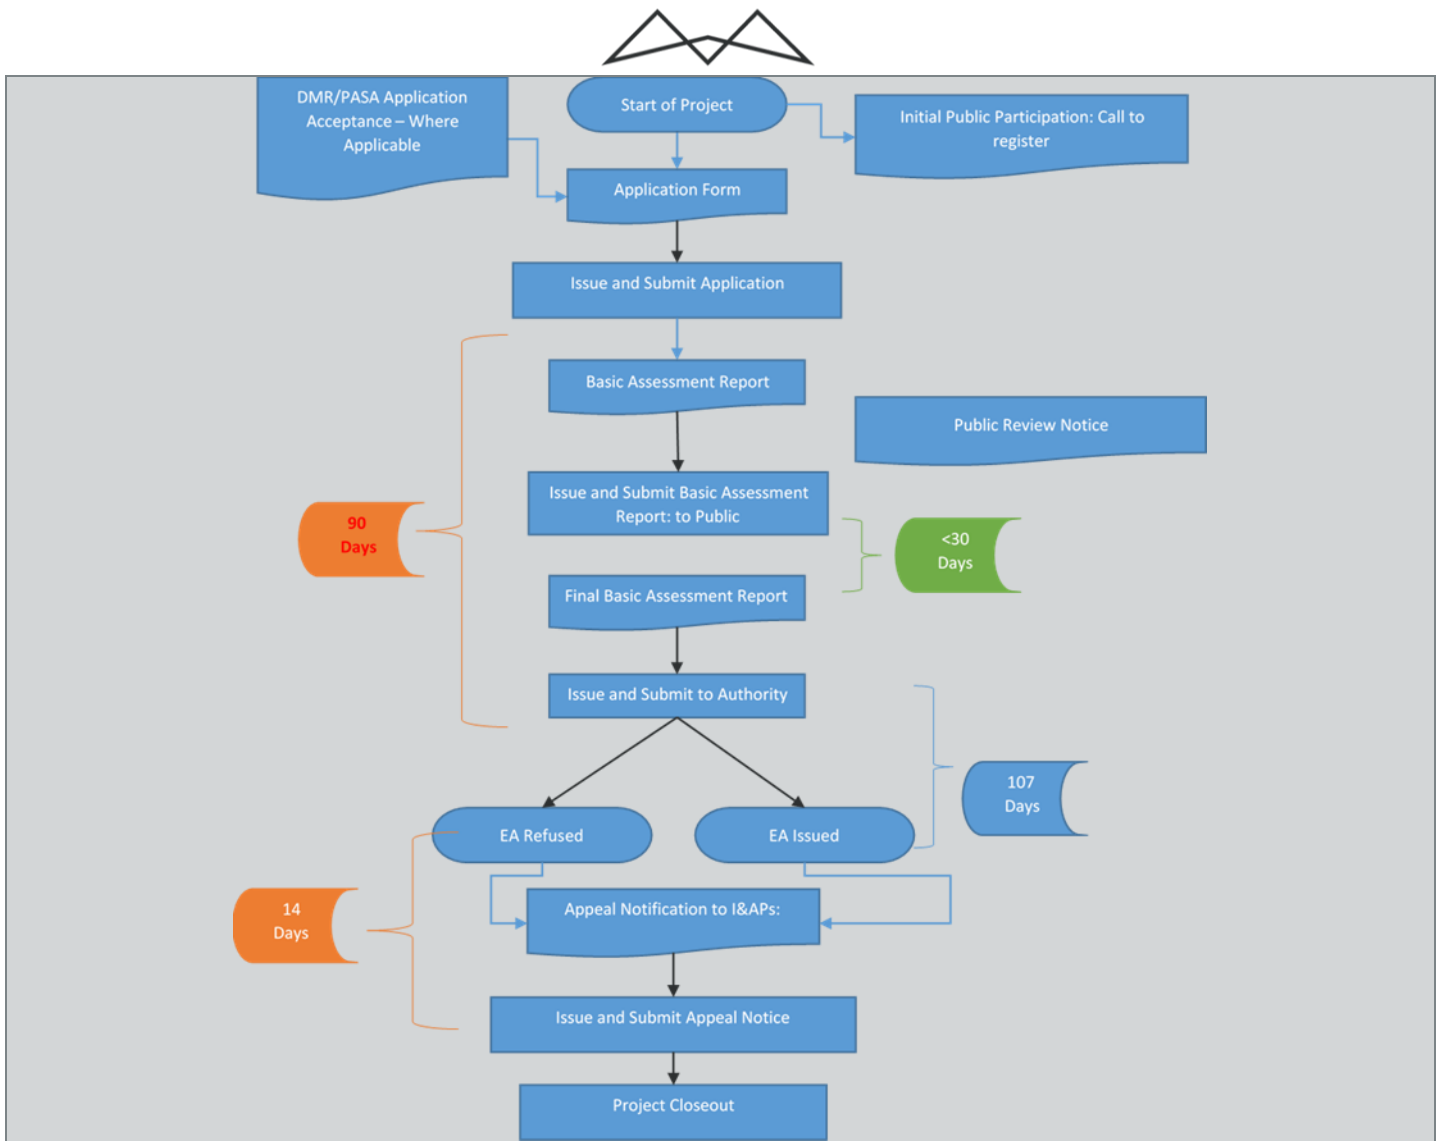 DMR/PASA Application
Acceptance – Where
Applicable
Start of Project
Initial Public Participation: Call to
register
Application Form
Issue and Submit Application
Basic Assessment Report
Public Review Notice
Issue and Submit Basic Assessment
Report: to Public
90
Days
<30
Days
Final Basic Assessment Report
Issue and Submit to Authority
107
Days
EA Refused
EA Issued
14
Days
Appeal Notification to I&APs:
Issue and Submit Appeal Notice
Project Closeout